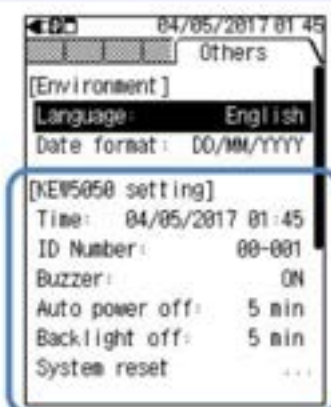 04/05/2017 01:45
Others
[Environment]
Language: English
Date format: DD/MM/YYYY
[KEW5050 setting]
Time: 04/05/2017 01:45
ID Number: 00-001
Buzzer: ON
Auto power off: 5 min
Backlight off: 5 min
System reset ...